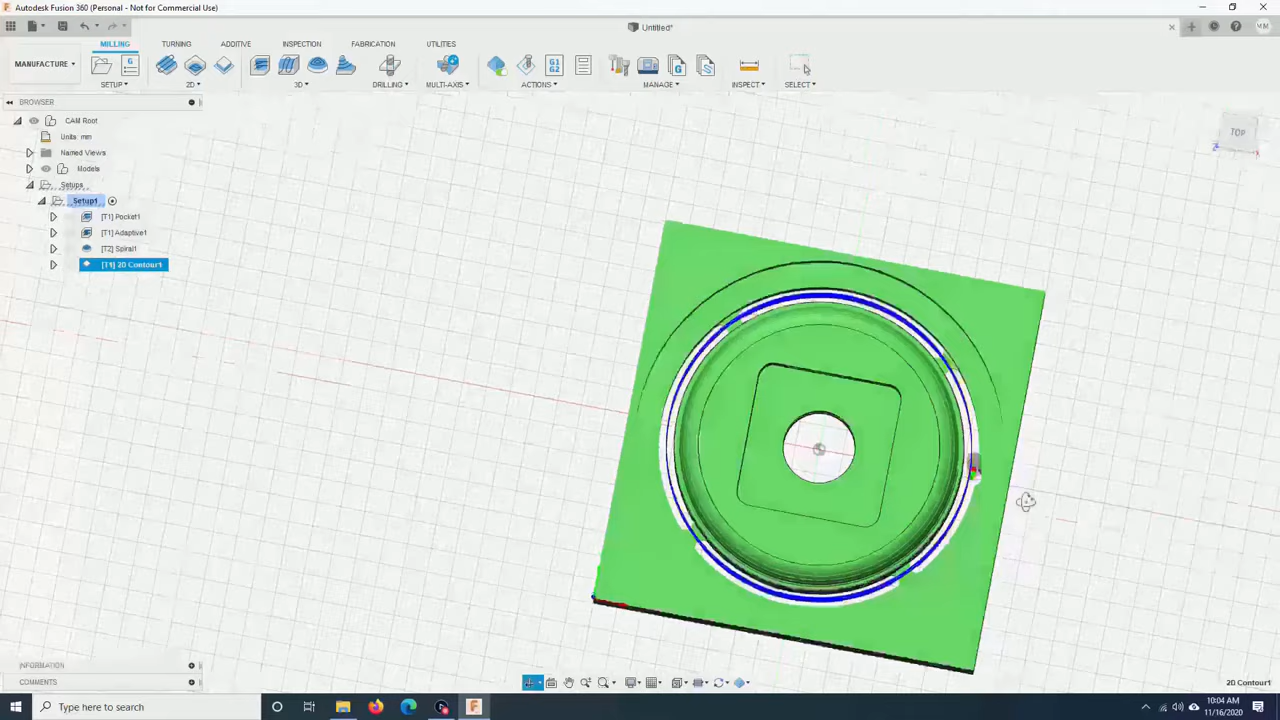 Autodesk Fusion 360 (Personal - Not for Commercial Use)
Untitled*
MM
MILLING
TURNING
ADDITIVE
INSPECTION
FABRICATION
UTILITIES
MANUFACTURE
G
G1
G2
G
SETUP
2D
3D
DRILLING
MULTI-AXIS
ACTIONS
MANAGE
INSPECT
SELECT
BROWSER
CAM Root
Units: mm
Named Views
Models
Setups
Setup1
[T1] Pocket1
[T1] Adaptive1
[T2] Spiral1
[T1] 2D Contour1
TOP
Z
X
INFORMATION
COMMENTS
2D Contour1
Type here to search
10:04 AM
11/16/2020